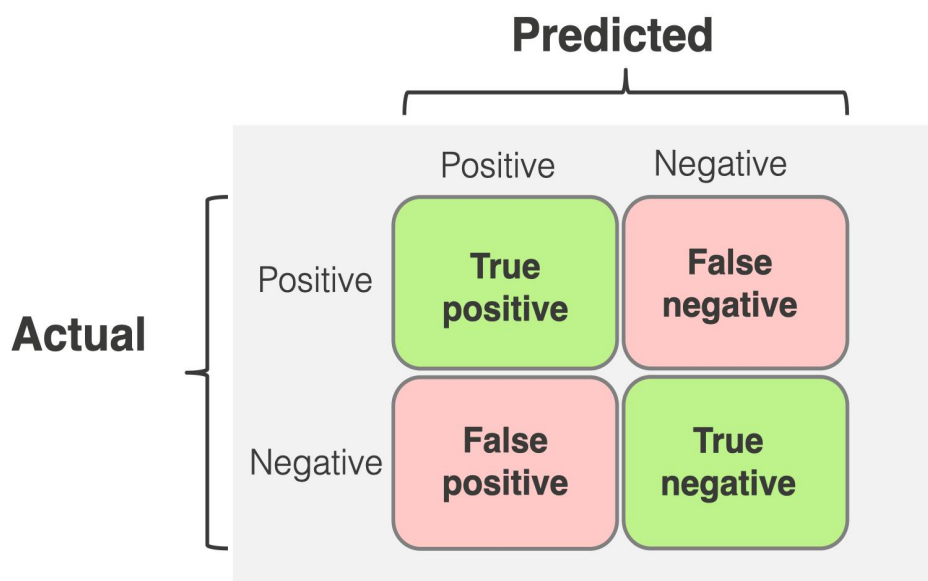 Predicted
Positive Negative
Positive
True
positive
False
negative
Actual
Negative
False
positive
True
negative